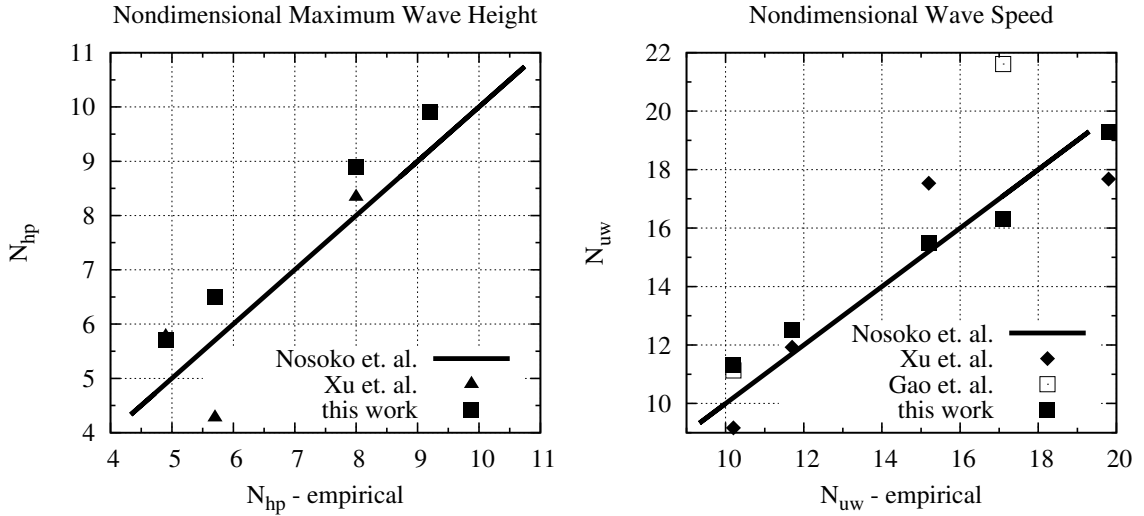 Nondimensional Maximum Wave Height
11
10
9
8
7
6
5
4
N_hp
4 5 6 7 8 9 10 11
N_hp - empirical
Nosoko et. al.
Xu et. al.
this work
Nondimensional Wave Speed
22
20
18
16
14
12
10
N_uw
10 12 14 16 18 20
N_uw - empirical
Nosoko et. al.
Xu et. al.
Gao et. al.
this work